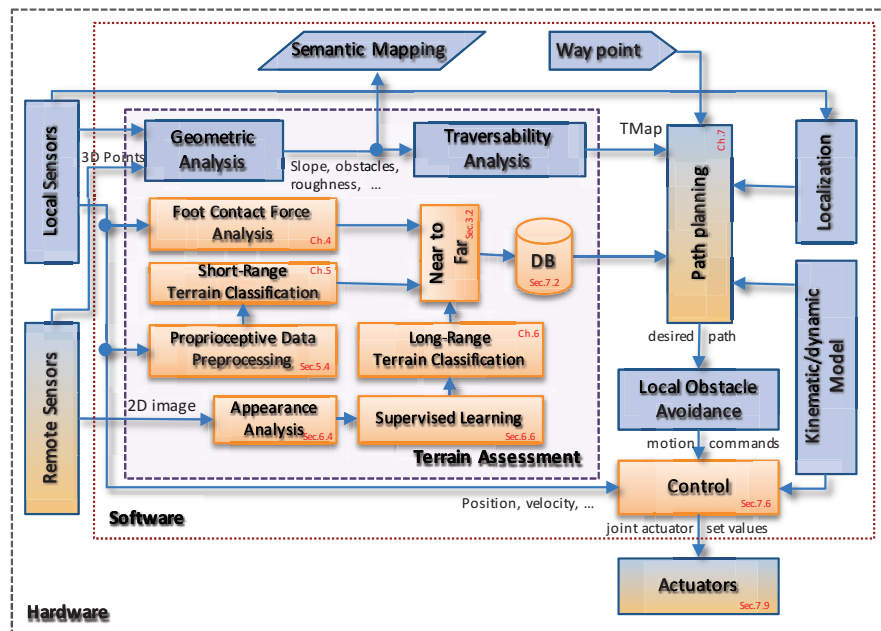 Semantic Mapping
Way point
Local Sensors
3D Points
Geometric
Analysis
Slope, obstacles,
roughness, ...
Traversability
Analysis
TMap
Ch.7
Path planning
Localization
Foot Contact Force
Analysis
Ch.4
Short-Range
Terrain Classification
Ch.5
Near to
Far
Sec.3.2
DB
Sec.7.2
Proprioceptive Data
Preprocessing
Sec.5.4
Long-Range
Terrain Classification
Ch.6
Remote Sensors
2D image
Appearance
Analysis
Sec.6.4
Supervised Learning
Sec.6.6
Terrain Assessment
desired path
Local Obstacle
Avoidance
Kinematic/dynamic
Model
motion commands
Control
Sec.7.6
Position, velocity, ...
Software
joint actuator set values
Actuators
Sec.7.9
Hardware